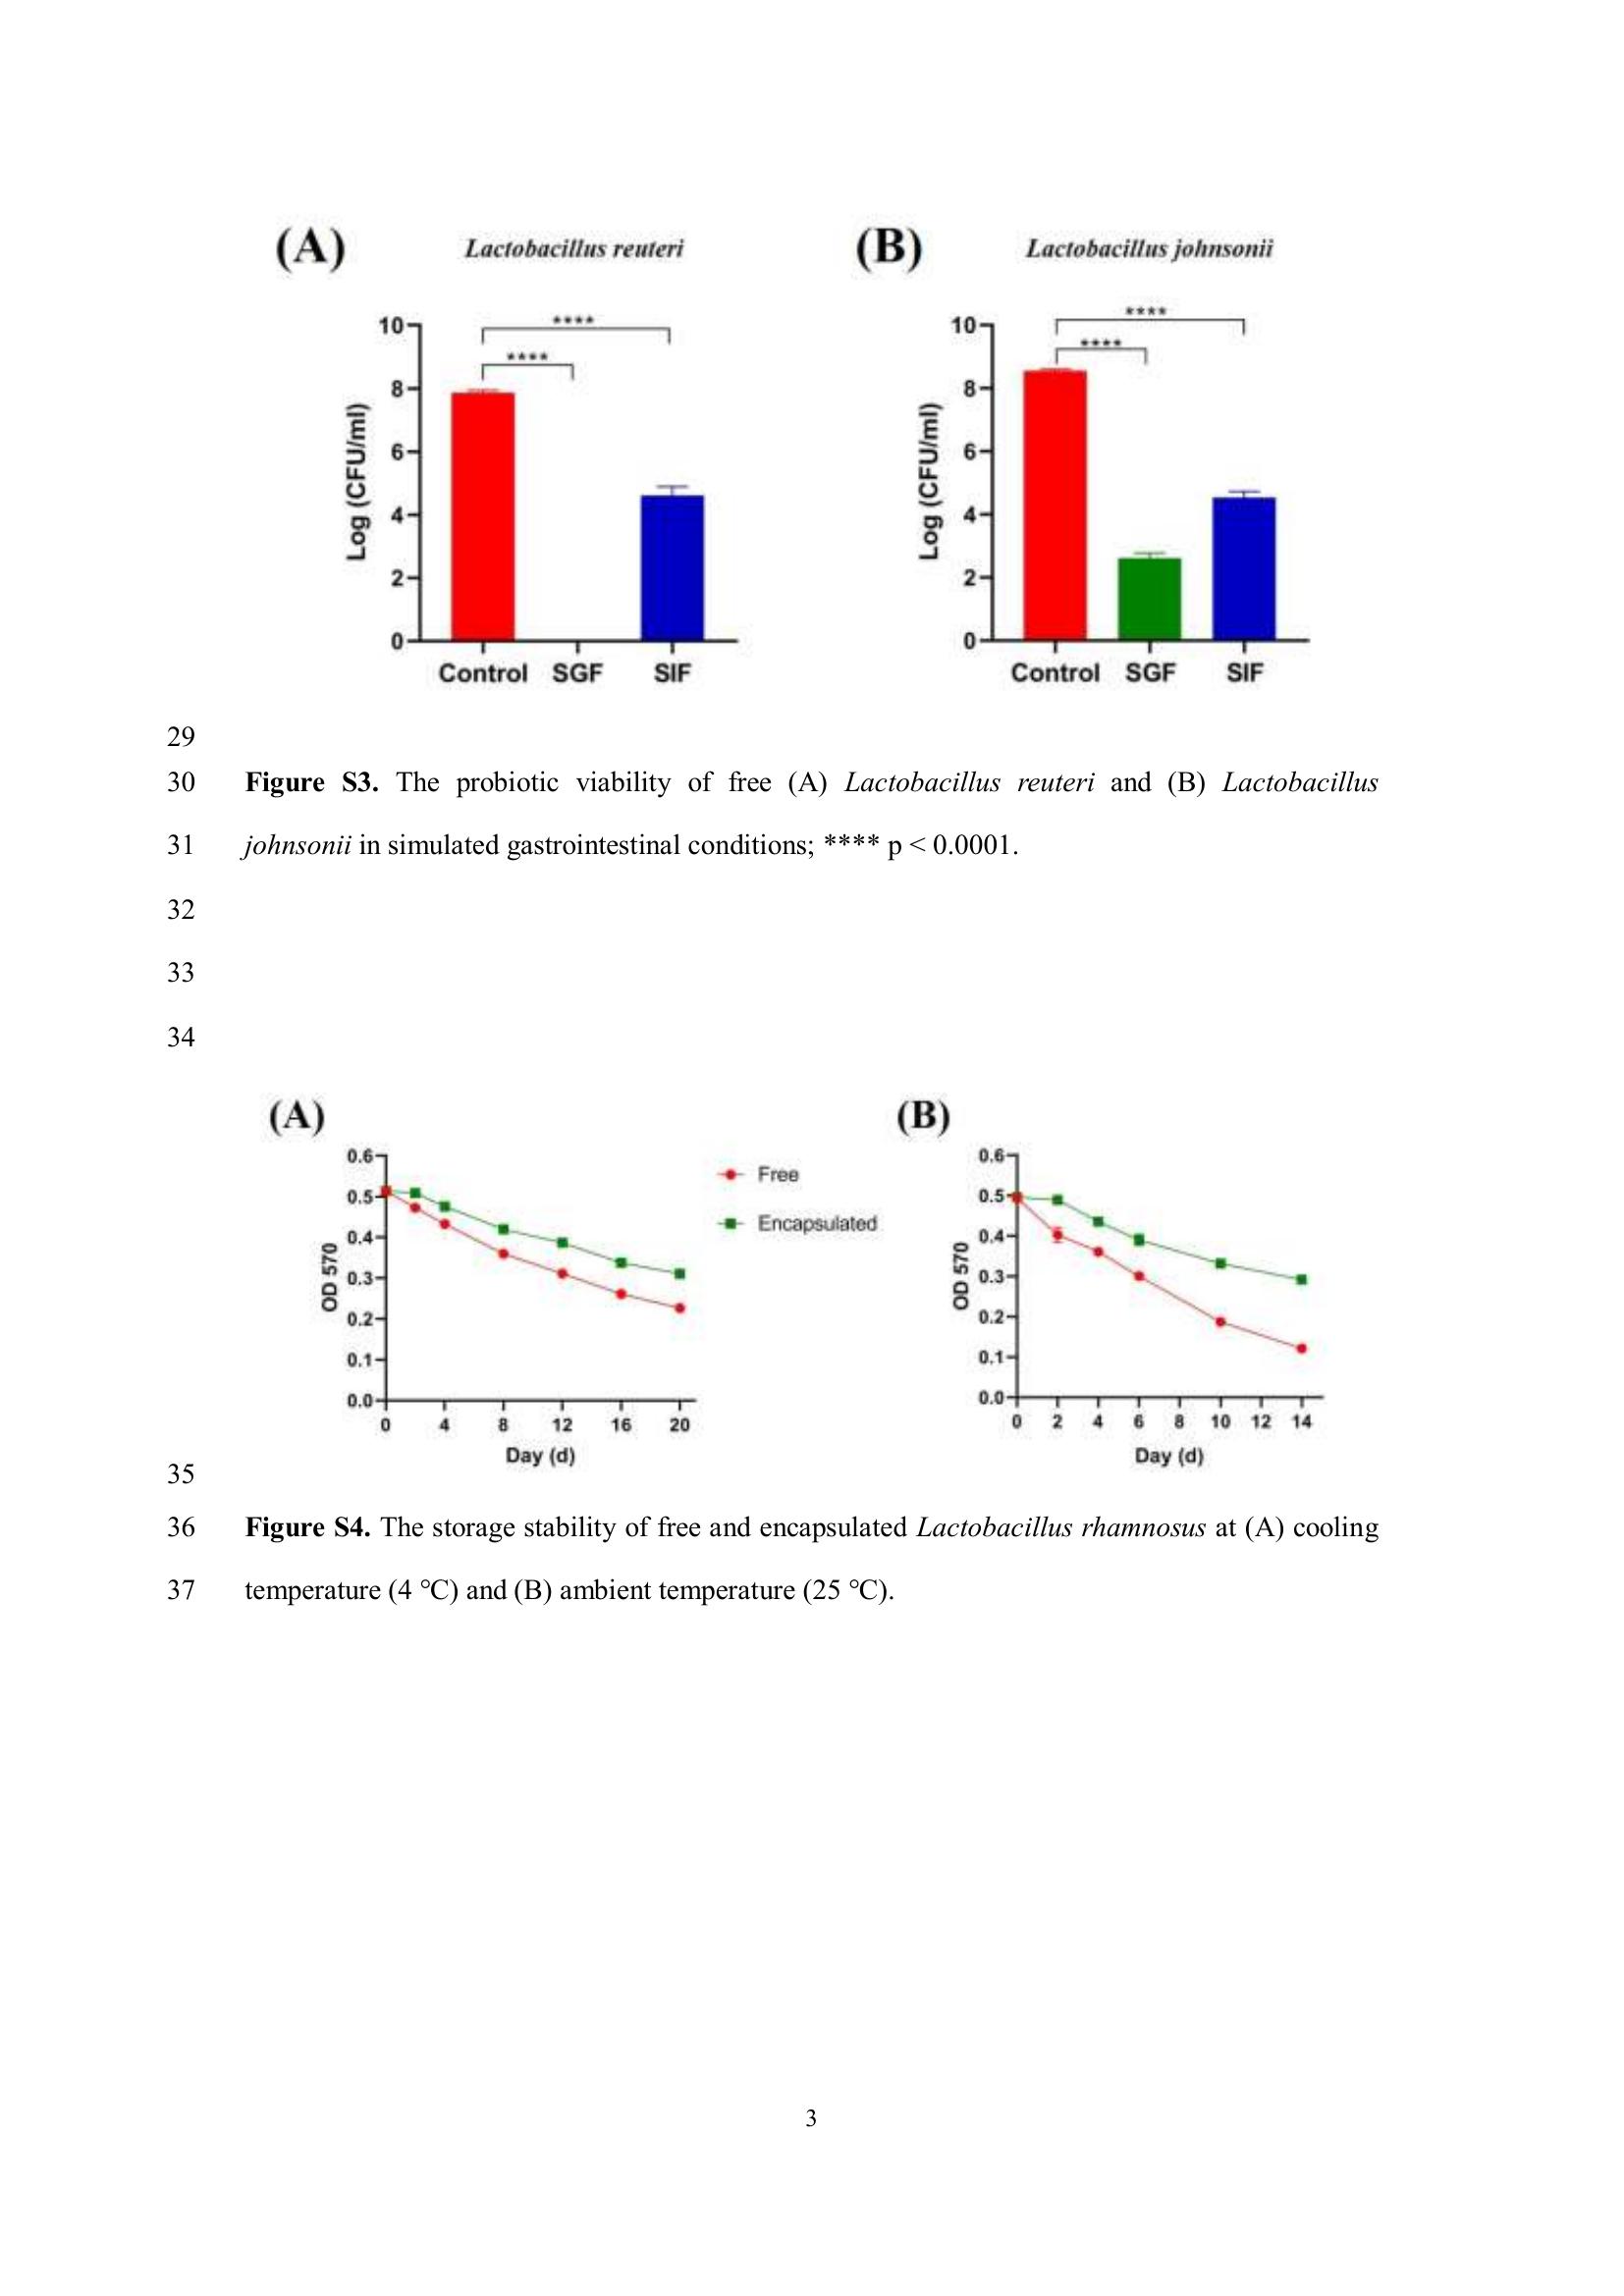 (A)
Lactobacillus reuteri
(B)
Lactobacillus johnsonii
****
****
10
8
6
4
2
0
Log (CFU/ml)
Control SGF SIF
****
****
10
8
6
4
2
0
Log (CFU/ml)
Control SGF SIF
29
30 Figure S3. The probiotic viability of free (A) Lactobacillus reuteri and (B) Lactobacillus
31 johnsonii in simulated gastrointestinal conditions; **** p < 0.0001.
32
33
34
(A)
0.6
0.5
0.4
0.3
0.2
0.1
0.0
OD 570
0 4 8 12 16 20
Day (d)
Free
Encapsulated
(B)
0.6
0.5
0.4
0.3
0.2
0.1
0.0
OD 570
0 2 4 6 8 10 12 14
Day (d)
35
36 Figure S4. The storage stability of free and encapsulated Lactobacillus rhamnosus at (A) cooling
37 temperature (4 ℃) and (B) ambient temperature (25 ℃).
3